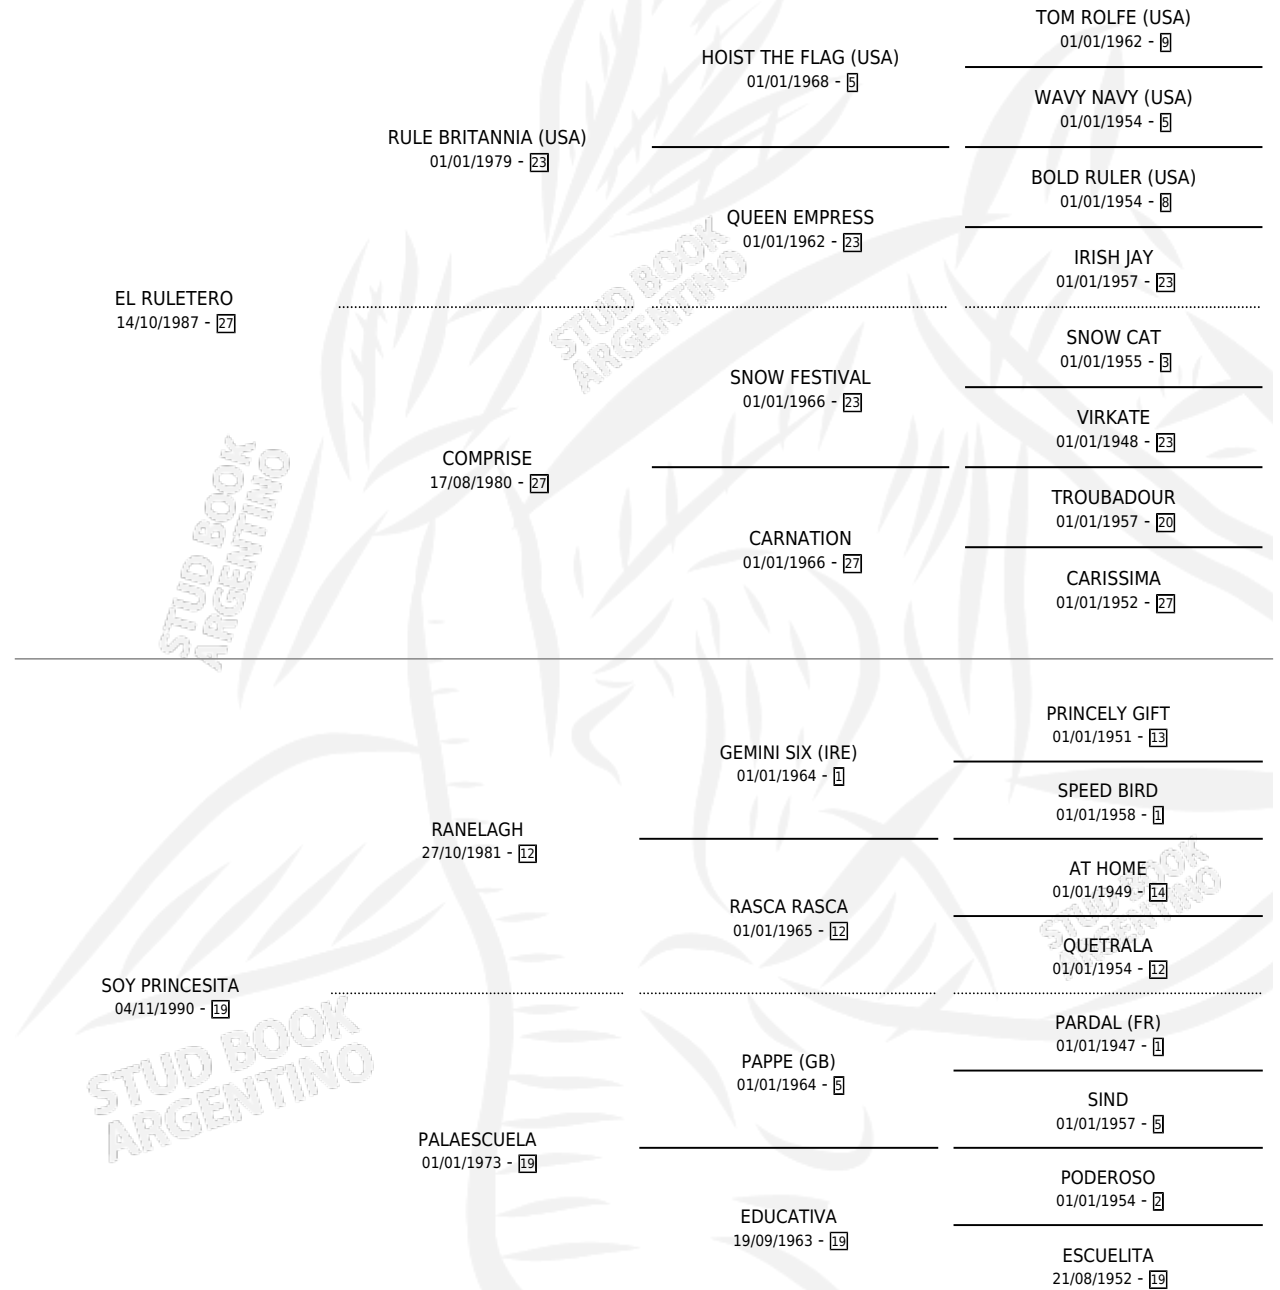 TOM ROLFE (USA)
01/01/1962 - 9
HOIST THE FLAG (USA)
01/01/1968 - 5
WAVY NAVY (USA)
01/01/1954 - 5
RULE BRITANNIA (USA)
01/01/1979 - 23
BOLD RULER (USA)
01/01/1954 - 8
QUEEN EMPRESS
01/01/1962 - 23
IRISH JAY
01/01/1957 - 23
EL RULETERO
14/10/1987 - 27
SNOW CAT
01/01/1955 - 3
SNOW FESTIVAL
01/01/1966 - 23
VIRKATE
01/01/1948 - 23
COMPRISE
17/08/1980 - 27
TROUBADOUR
01/01/1957 - 20
CARNATION
01/01/1966 - 27
CARISSIMA
01/01/1952 - 27
PRINCELY GIFT
01/01/1951 - 13
GEMINI SIX (IRE)
01/01/1964 - 1
SPEED BIRD
01/01/1958 - 1
RANELAGH
27/10/1981 - 12
AT HOME
01/01/1949 - 14
RASCA RASCA
01/01/1965 - 12
QUETRALA
01/01/1954 - 12
SOY PRINCESITA
04/11/1990 - 19
PARDAL (FR)
01/01/1947 - 1
PAPPE (GB)
01/01/1964 - 5
SIND
01/01/1957 - 5
PALAESCUELA
01/01/1973 - 19
PODEROSO
01/01/1954 - 2
EDUCATIVA
19/09/1963 - 19
ESCUELITA
21/08/1952 - 19
STUD BOOK
ARGENTINO
STUD BOOK
ARGENTINO
STUD BOOK
ARGENTINO
STUD BOOK
ARGENTINO